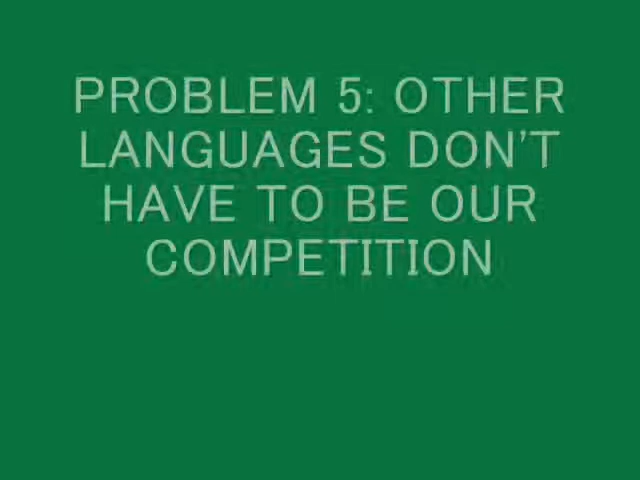 PROBLEM 5: OTHER
LANGUAGES DON'T
HAVE TO BE OUR
COMPETITION